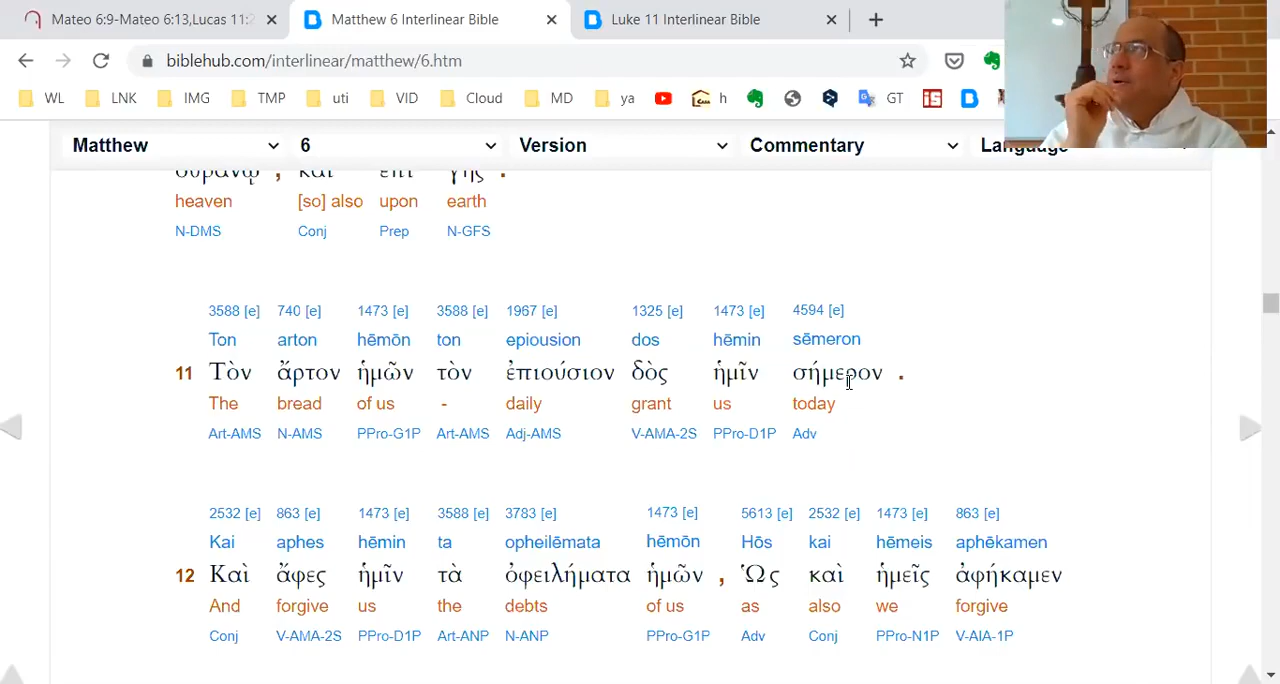 Mateo 6:9-Mateo 6:13,Lucas 11:2
Matthew 6 Interlinear Bible
Luke 11 Interlinear Bible
biblehub.com/interlinear/matthew/6.htm
WL LNK IMG TMP uti VID Cloud MD ya h GT
Matthew 6 Version Commentary Language
οὐρανῷ , καὶ ἐπὶ γῆς .
heaven [so] also upon earth
N-DMS Conj Prep N-GFS
3588 [e] 740 [e] 1473 [e] 3588 [e] 1967 [e] 1325 [e] 1473 [e] 4594 [e]
Ton arton hēmōn ton epiousion dos hēmin sēmeron
11 Τὸν ἄρτον ἡμῶν τὸν ἐπιούσιον δὸς ἡμῖν σήμερον .
The bread of us - daily grant us today
Art-AMS N-AMS PPro-G1P Art-AMS Adj-AMS V-AMA-2S PPro-D1P Adv
2532 [e] 863 [e] 1473 [e] 3588 [e] 3783 [e] 1473 [e] 5613 [e] 2532 [e] 1473 [e] 863 [e]
Kai aphes hēmin ta opheilēmata hēmōn Hōs kai hēmeis aphēkamen
12 Καὶ ἄφες ἡμῖν τὰ ὀφειλήματα ἡμῶν , Ὡς καὶ ἡμεῖς ἀφήκαμεν
And forgive us the debts of us as also we forgive
Conj V-AMA-2S PPro-D1P Art-ANP N-ANP PPro-G1P Adv Conj PPro-N1P V-AIA-1P